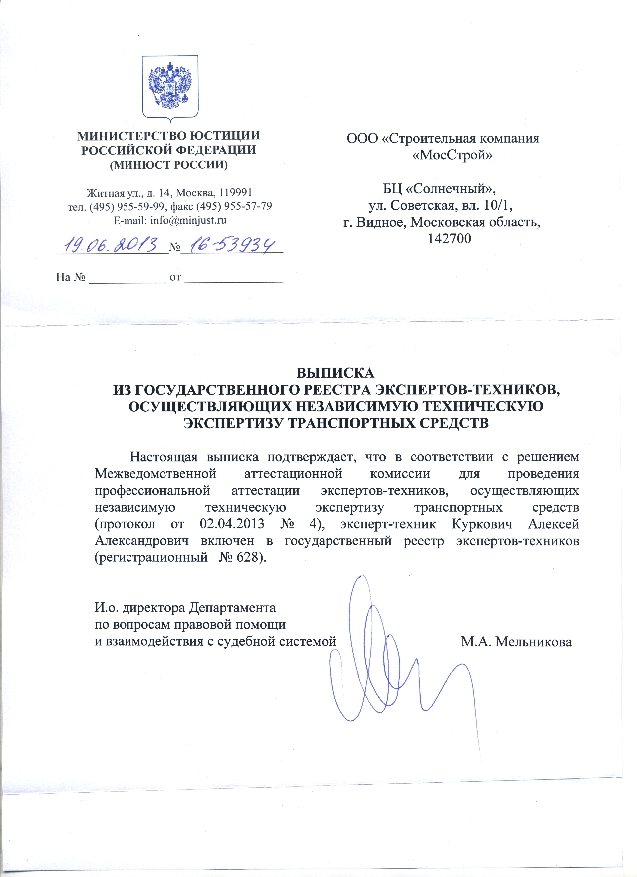 МИНИСТЕРСТВО ЮСТИЦИИ
РОССИЙСКОЙ ФЕДЕРАЦИИ
(МИНЮСТ РОССИИ)
Житная ул., д. 14, Москва, 119991
тел. (495) 955-59-99, факс (495) 955-57-79
E-mail: info@minjust.ru
19.06.2013 № 16-53934
На № ______________ от __________________
ООО «Строительная компания
«МосСтрой»
БЦ «Солнечный»,
ул. Советская, вл. 10/1,
г. Видное, Московская область,
142700
ВЫПИСКА
ИЗ ГОСУДАРСТВЕННОГО РЕЕСТРА ЭКСПЕРТОВ-ТЕХНИКОВ,
ОСУЩЕСТВЛЯЮЩИХ НЕЗАВИСИМУЮ ТЕХНИЧЕСКУЮ
ЭКСПЕРТИЗУ ТРАНСПОРТНЫХ СРЕДСТВ
Настоящая выписка подтверждает, что в соответствии с решением
Межведомственной аттестационной комиссии для проведения
профессиональной аттестации экспертов-техников, осуществляющих
независимую техническую экспертизу транспортных средств
(протокол от 02.04.2013 № 4), эксперт-техник Куркович Алексей
Александрович включен в государственный реестр экспертов-техников
(регистрационный № 628).
И.о. директора Департамента
по вопросам правовой помощи
и взаимодействия с судебной системой М.А. Мельникова